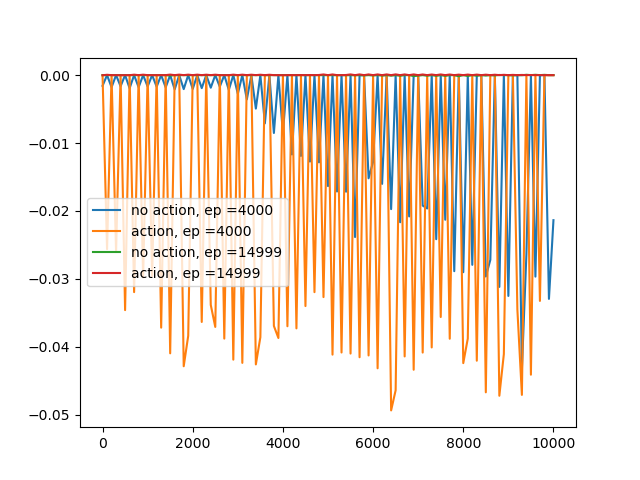 0.00
−0.01
−0.02
−0.03
−0.04
−0.05
no action, ep =4000
action, ep =4000
no action, ep =14999
action, ep =14999
0 2000 4000 6000 8000 10000